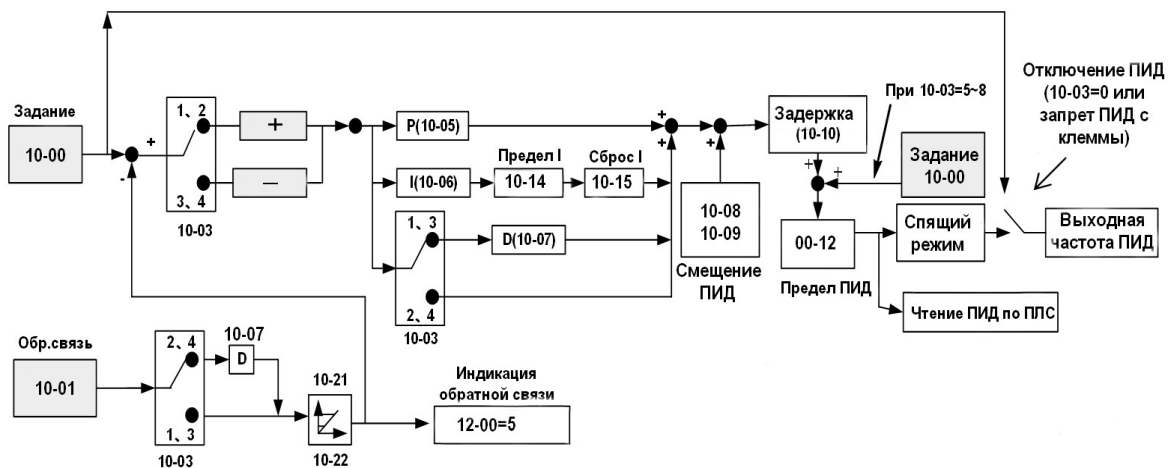 Задание
10-00
+
-
1、2
3、4
10-03
+
−
P(10-05)
I(10-06)
Предел I
10-14
Сброс I
10-15
1、3
2、4
10-03
D(10-07)
+
+
+
10-08
10-09
Смещение
ПИД
Задержка
(10-10)
+
+
При 10-03=5~8
Задание
10-00
00-12
Предел ПИД
Спящий
режим
Отключение ПИД
(10-03=0 или
запрет ПИД с
клеммы)
Выходная
частота ПИД
Чтение ПИД по ПЛС
Обр.связь
10-01
2、4
1、3
10-03
10-07
D
10-21
10-22
Индикация
обратной связи
12-00=5